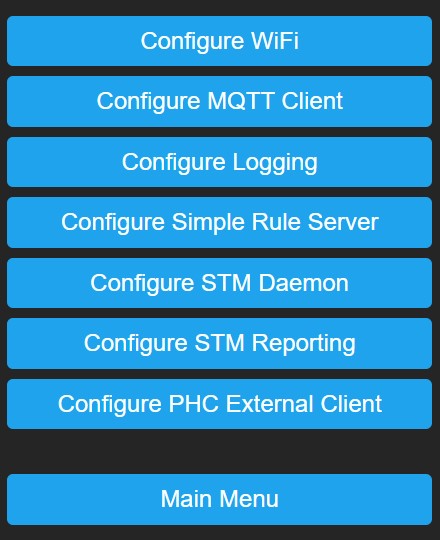 Configure WiFi
Configure MQTT Client
Configure Logging
Configure Simple Rule Server
Configure STM Daemon
Configure STM Reporting
Configure PHC External Client
Main Menu